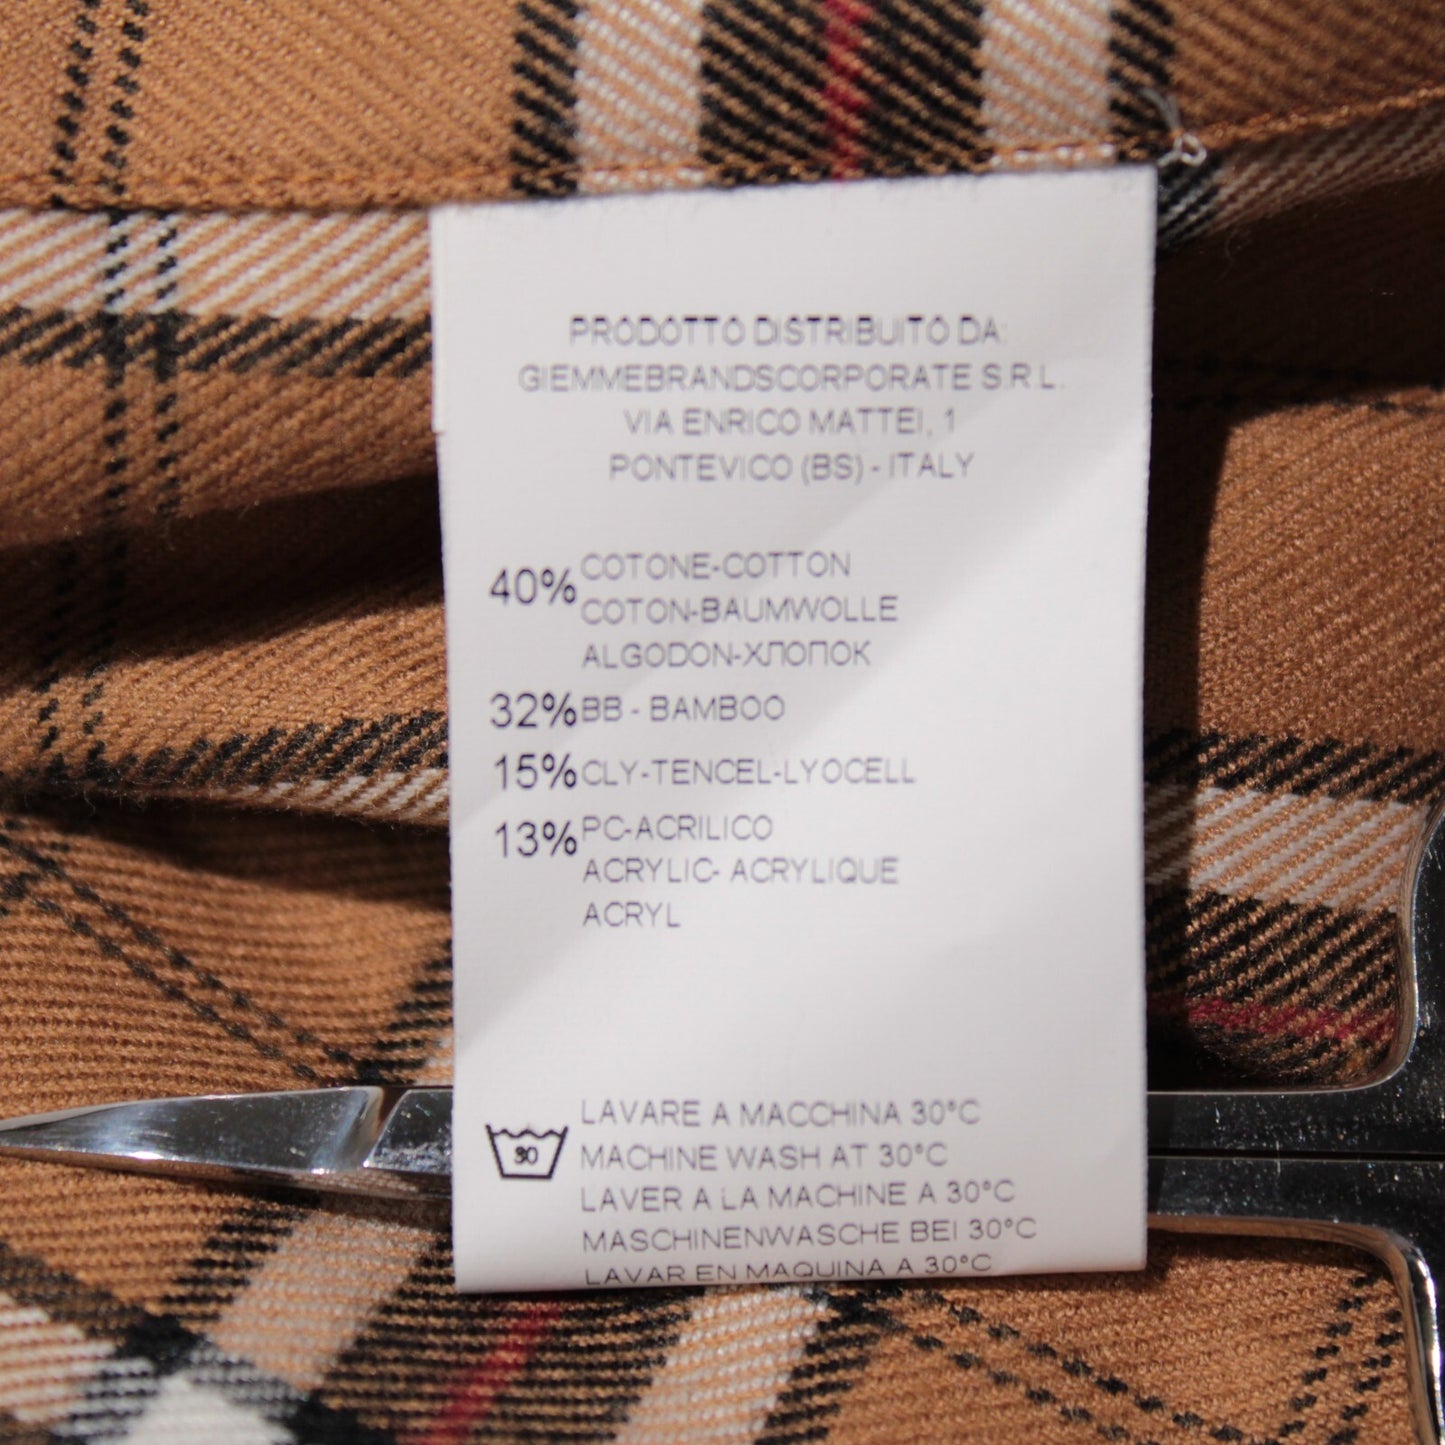 PRODOTTO DISTRIBUITO DA:
GIEMMEBRANDSCORPORATE S.R.L.
VIA ENRICO MATTEI, 1
PONTEVICO (BS) - ITALY
40% COTONE-COTTON
COTON-BAUMWOLLE
ALGODON-ХЛОПОК
32% BB - BAMBOO
15% CLY-TENCEL-LYOCELL
13% PC-ACRILICO
ACRYLIC- ACRYLIQUE
ACRYL
30 LAVARE A MACCHINA 30°C
MACHINE WASH AT 30°C
LAVER A LA MACHINE A 30°C
MASCHINENWASCHE BEI 30°C
LAVAR EN MAQUINA A 30°C